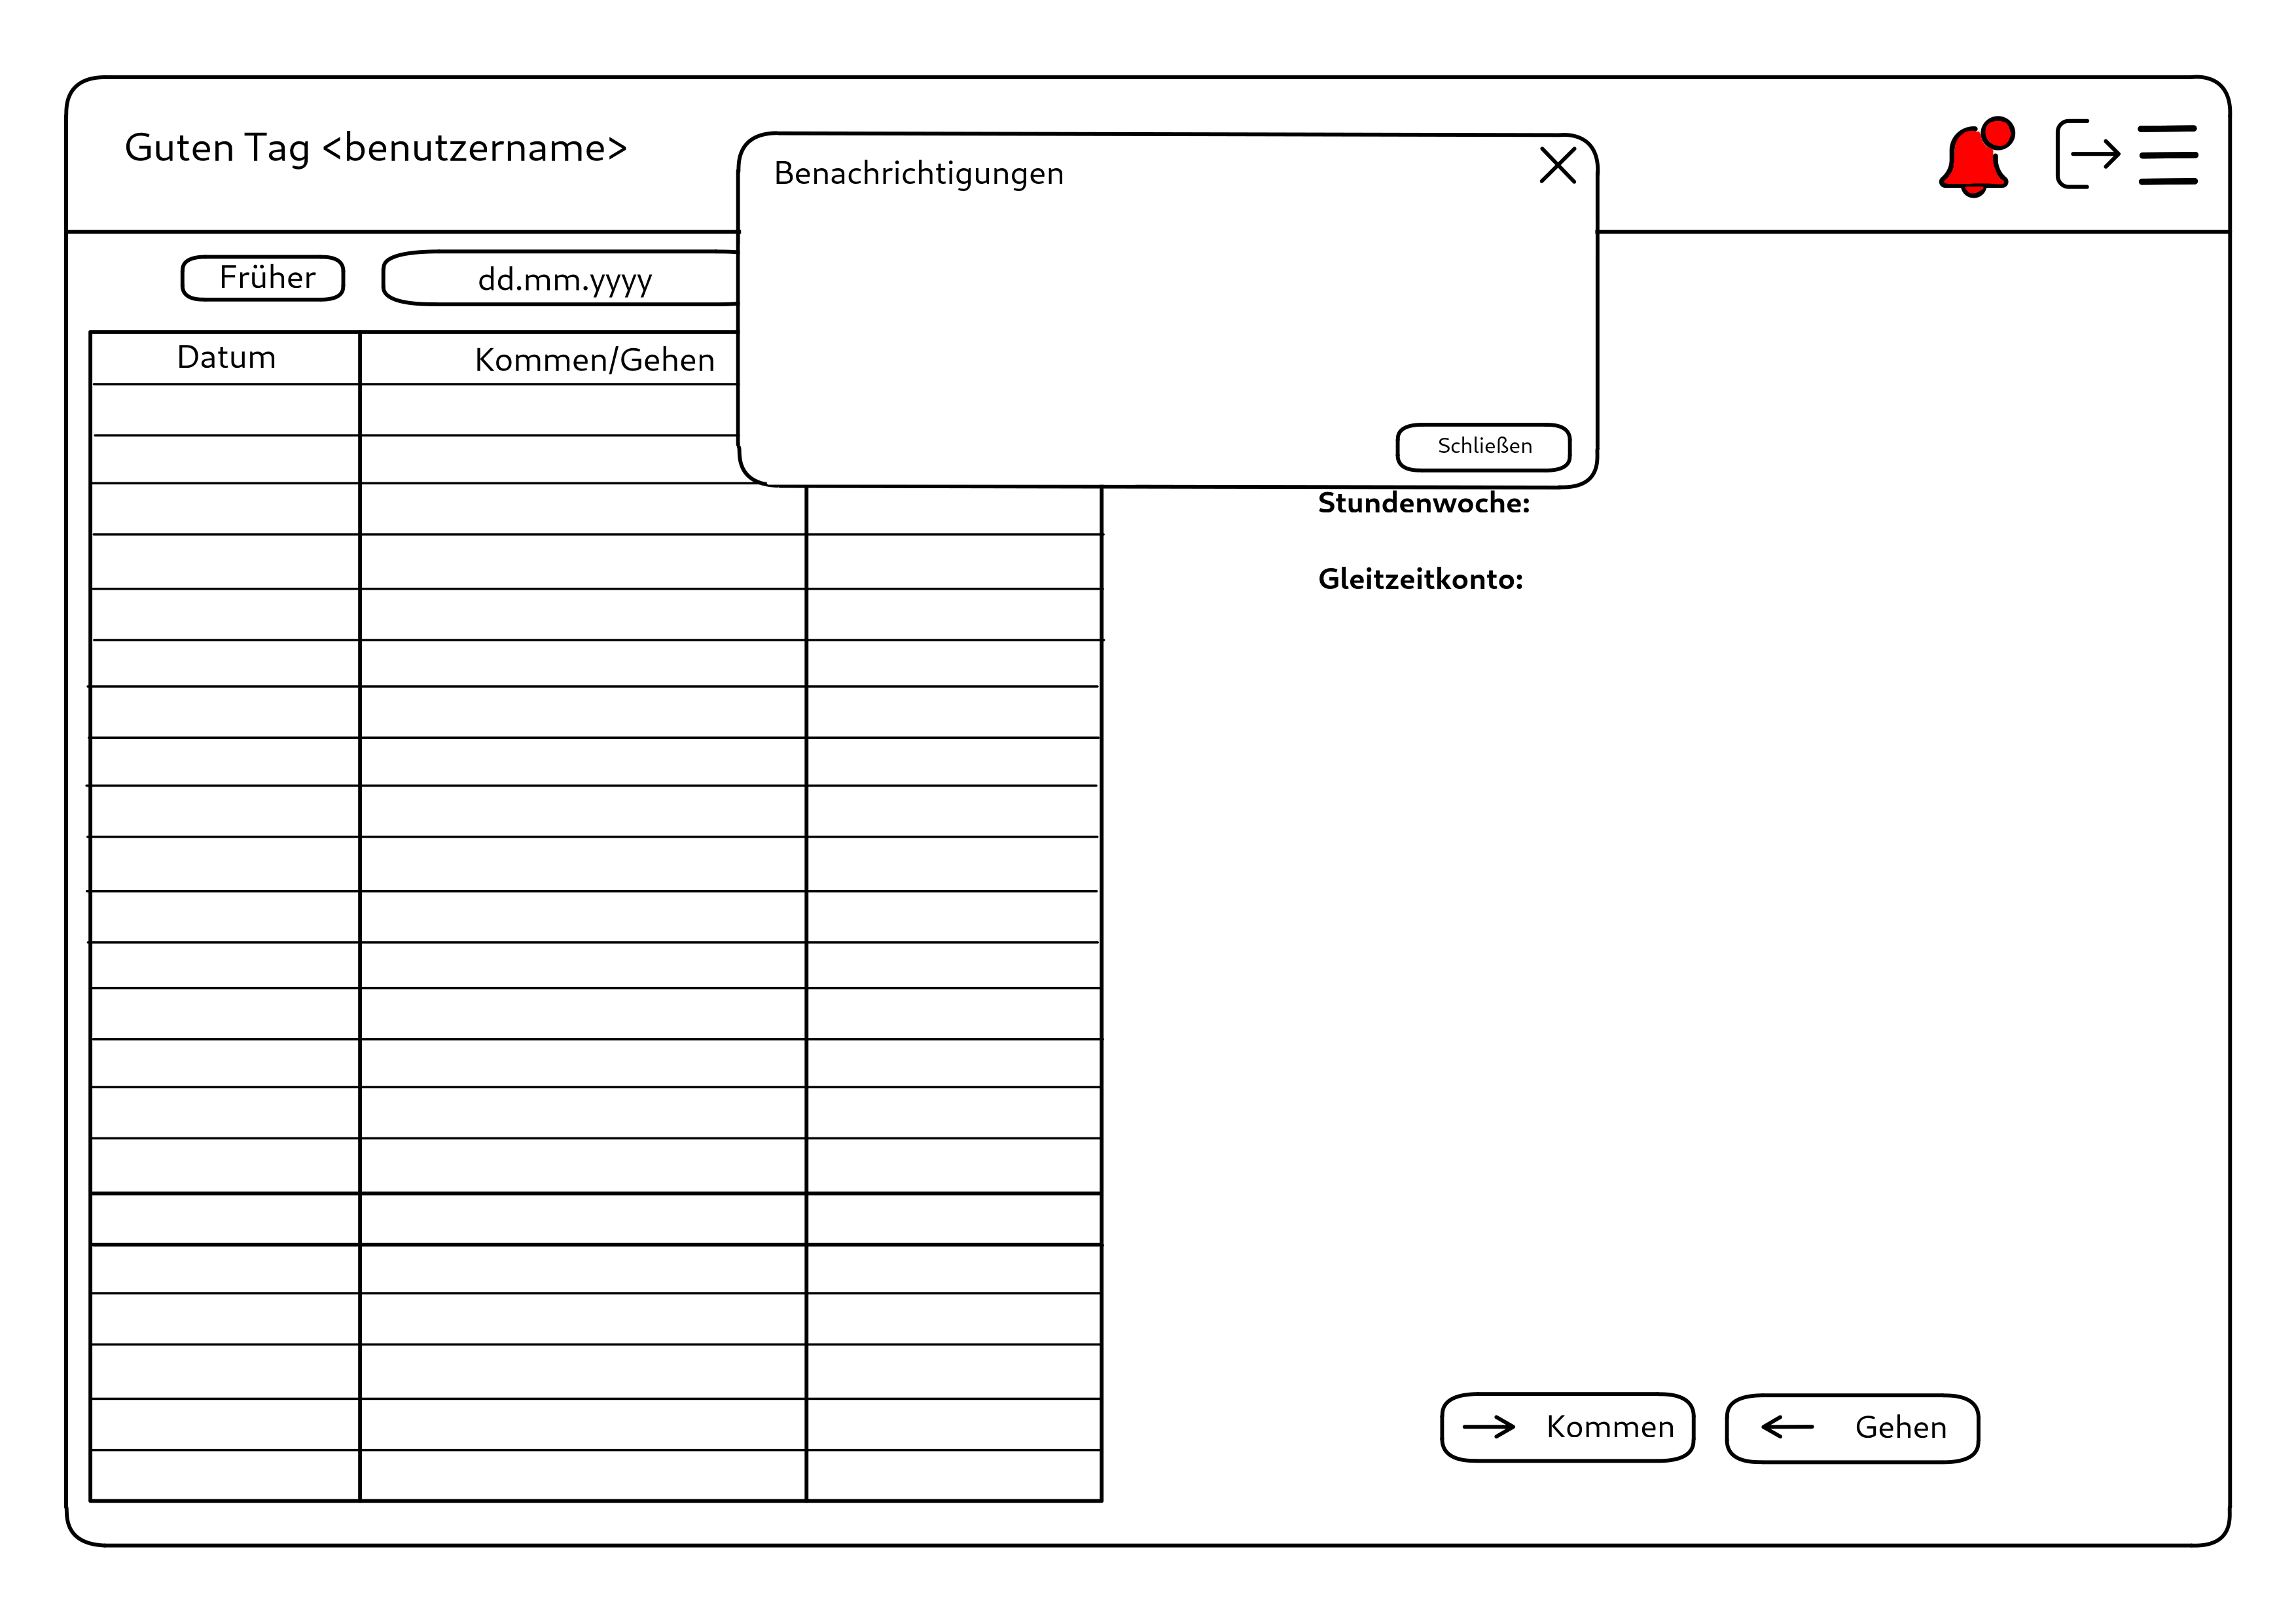 Guten Tag <benutzername>
Benachrichtigungen
Früher
dd.mm.yyyy
Datum
Kommen/Gehen
Schließen
Stundenwoche:
Gleitzeitkonto:
Kommen
Gehen